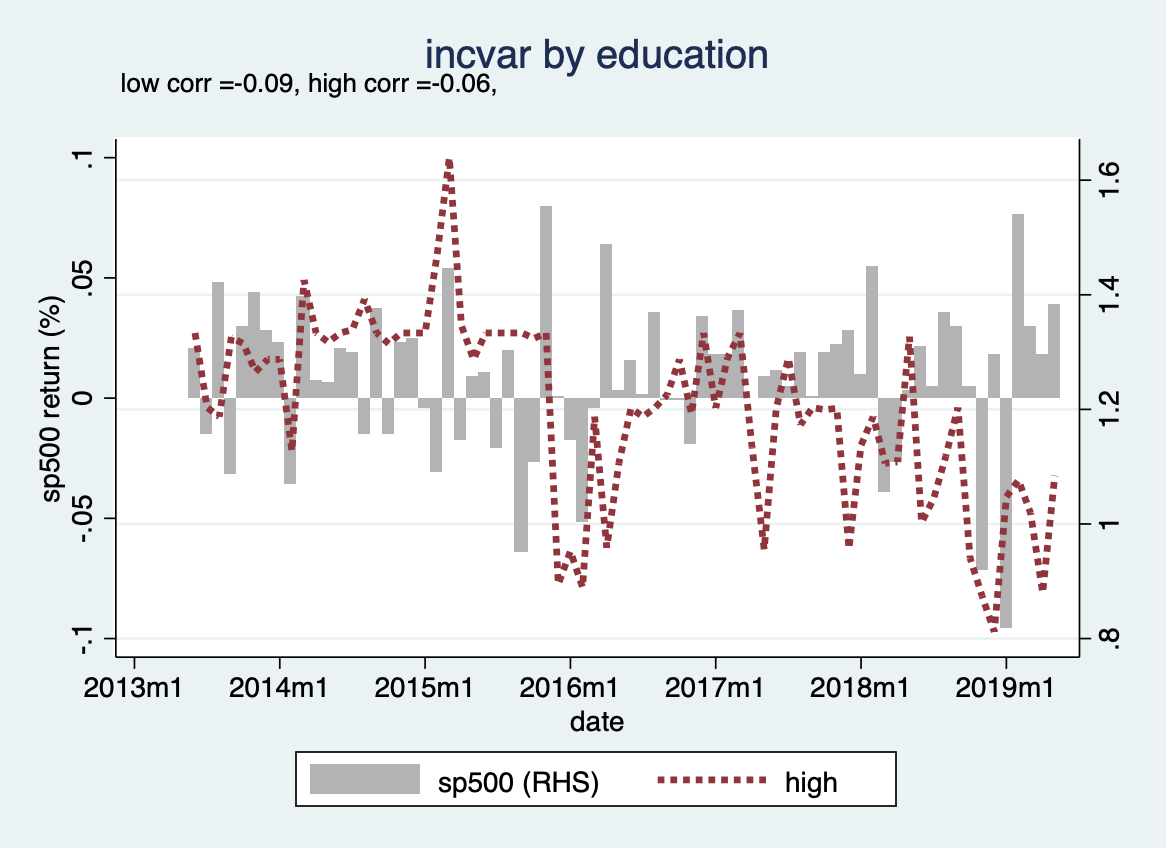 incvar by education
low corr =-0.09, high corr =-0.06,
.1
.05
0
-.05
-.1
sp500 return (%)
1.6
1.4
1.2
1
.8
2013m1 2014m1 2015m1 2016m1 2017m1 2018m1 2019m1
date
sp500 (RHS) high